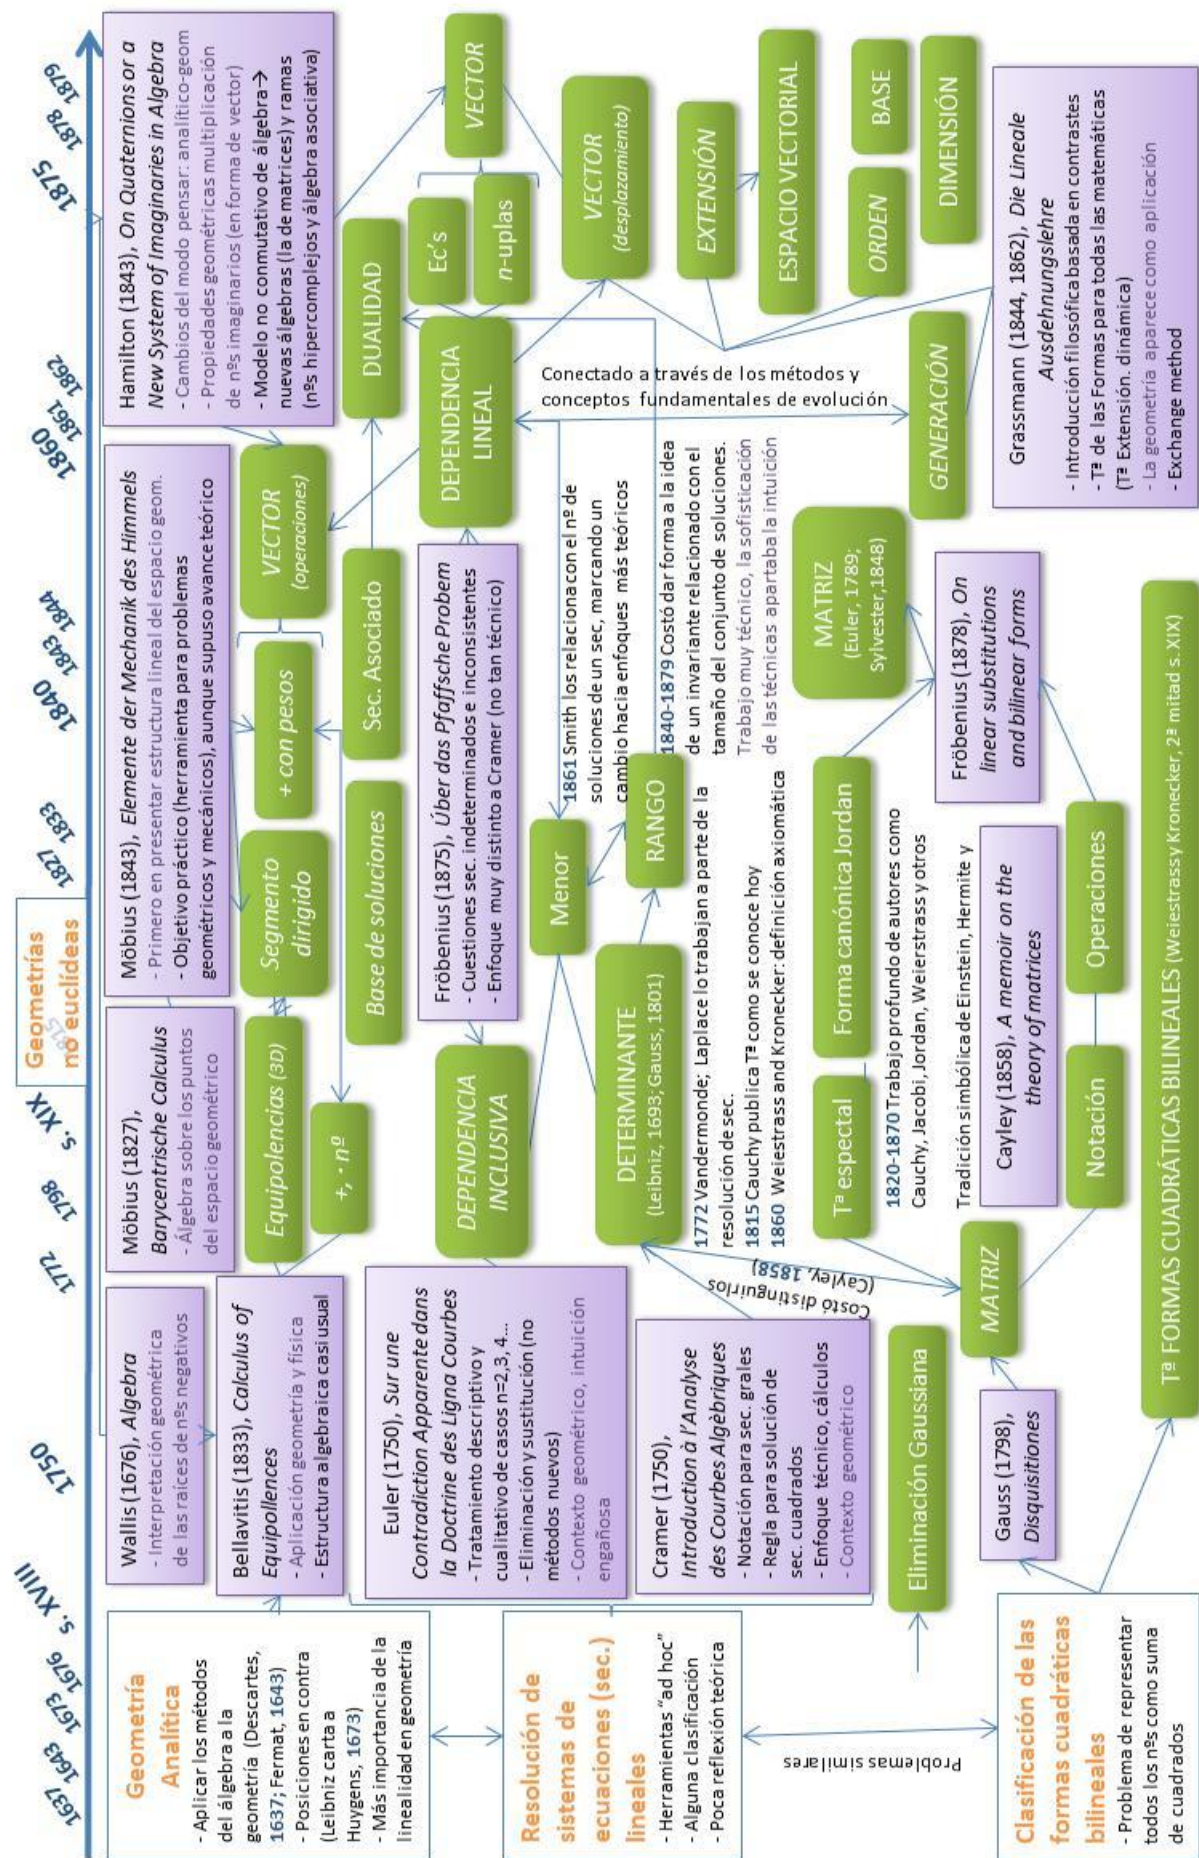 1637
1643
1673
1676
s. XVIII
1750
1772
1798
s. XIX
1815
1827
1833
1840
1843
1844
1860
1861
1862
1875
1878
1879
Geometrías
no euclídeas
Geometría
Analítica
- Aplicar los métodos
del álgebra a la
geometría (Descartes,
1637; Fermat, 1643)
- Posiciones en contra
(Leibniz carta a
Huygens, 1673)
- Más importancia de la
linealidad en geometría
Resolución de
sistemas de
ecuaciones (sec.)
lineales
- Herramientas "ad hoc"
- Alguna clasificación
- Poca reflexión teórica
Problemas similares
Clasificación de las
formas cuadráticas
bilineales
- Problema de representar
todos los nºs como suma
de cuadrados
Wallis (1676), Algebra
- Interpretación geométrica
de las raíces de nºs negativos
Bellavitis (1833), Calculus of
Equipollences
- Aplicación geometría y física
- Estructura algebraica casi usual
Euler (1750), Sur une
Contradiction Apparente dans
la Doctrine des Ligna Courbes
- Tratamiento descriptivo y
cualitativo de casos n=2,3, 4...
- Eliminación y sustitución (no
métodos nuevos)
- Contexto geométrico, intuición
engañosa
Cramer (1750),
Introduction à l'Analyse
des Courbes Algèbriques
- Notación para sec. grales
- Regla para solución de
sec. cuadrados
- Enfoque técnico, cálculos
- Contexto geométrico
Eliminación Gaussiana
Gauss (1798),
Disquisitiones
Möbius (1827),
Barycentrische Calculus
- Álgebra sobre los puntos
del espacio geométrico
Equipolencias (3D)
+, · nº
DEPENDENCIA
INCLUSIVA
DETERMINANTE
(Leibniz, 1693; Gauss, 1801)
1772 Vandermonde; Laplace lo trabajan a parte de la
resolución de sec.
1815 Cauchy publica Tª como se conoce hoy
1860 Weiestrass and Kronecker: definición axiomática
Costó distinguirlos
(Cayley, 1858)
Tª espectal
Forma canónica Jordan
1820-1870 Trabajo profundo de autores como
Cauchy, Jacobi, Jordan, Weierstrass y otros
MATRIZ
Tradición simbólica de Einstein, Hermite y
Cayley (1858), A memoir on the
theory of matrices
Notación
Operaciones
Tª FORMAS CUADRÁTICAS BILINEALES (Weiestrass y Kronecker, 2ª mitad s. XIX)
Möbius (1843), Elemente der Mechanik des Himmels
- Primero en presentar estructura lineal del espacio geom.
- Objetivo práctico (herramienta para problemas
geométricos y mecánicos), aunque supuso avance teórico
Segmento
dirigido
+ con pesos
VECTOR
(operaciones)
Base de soluciones
Sec. Asociado
Fröbenius (1875), Über das Pfaffsche Probem
- Cuestiones sec. indeterminados e inconsistentes
- Enfoque muy distinto a Cramer (no tan técnico)
Menor
1861 Smith los relaciona con el nº de
soluciones de un sec, marcando un
cambio hacia enfoques más teóricos
RANGO
1840-1879 Costó dar forma a la idea
de un invariante relacionado con el
tamaño del conjunto de soluciones.
Trabajo muy técnico, la sofisticación
de las técnicas apartaba la intuición
MATRIZ
(Euler, 1789;
Sylvester,1848)
Fröbenius (1878), On
linear substitutions
and bilinear forms
Hamilton (1843), On Quaternions or a
New System of Imaginaries in Algebra
- Cambios del modo pensar: analítico-geom
- Propiedades geométricas multiplicación
de nºs imaginarios (en forma de vector)
- Modelo no conmutativo de álgebra→
nuevas álgebras (la de matrices) y ramas
(nºs hipercomplejos y álgebra asociativa)
DUALIDAD
DEPENDENCIA
LINEAL
Ec´s
n-uplas
VECTOR
VECTOR
(desplazamiento)
Conectado a través de los métodos y
conceptos fundamentales de evolución
EXTENSIÓN
ESPACIO VECTORIAL
GENERACIÓN
ORDEN
BASE
DIMENSIÓN
Grassmann (1844, 1862), Die Lineale
Ausdehnungslehre
- Introducción filosófica basada en contrastes
- Tª de las Formas para todas las matemáticas
(Tª Extensión. dinámica)
- La geometría aparece como aplicación
- Exchange method